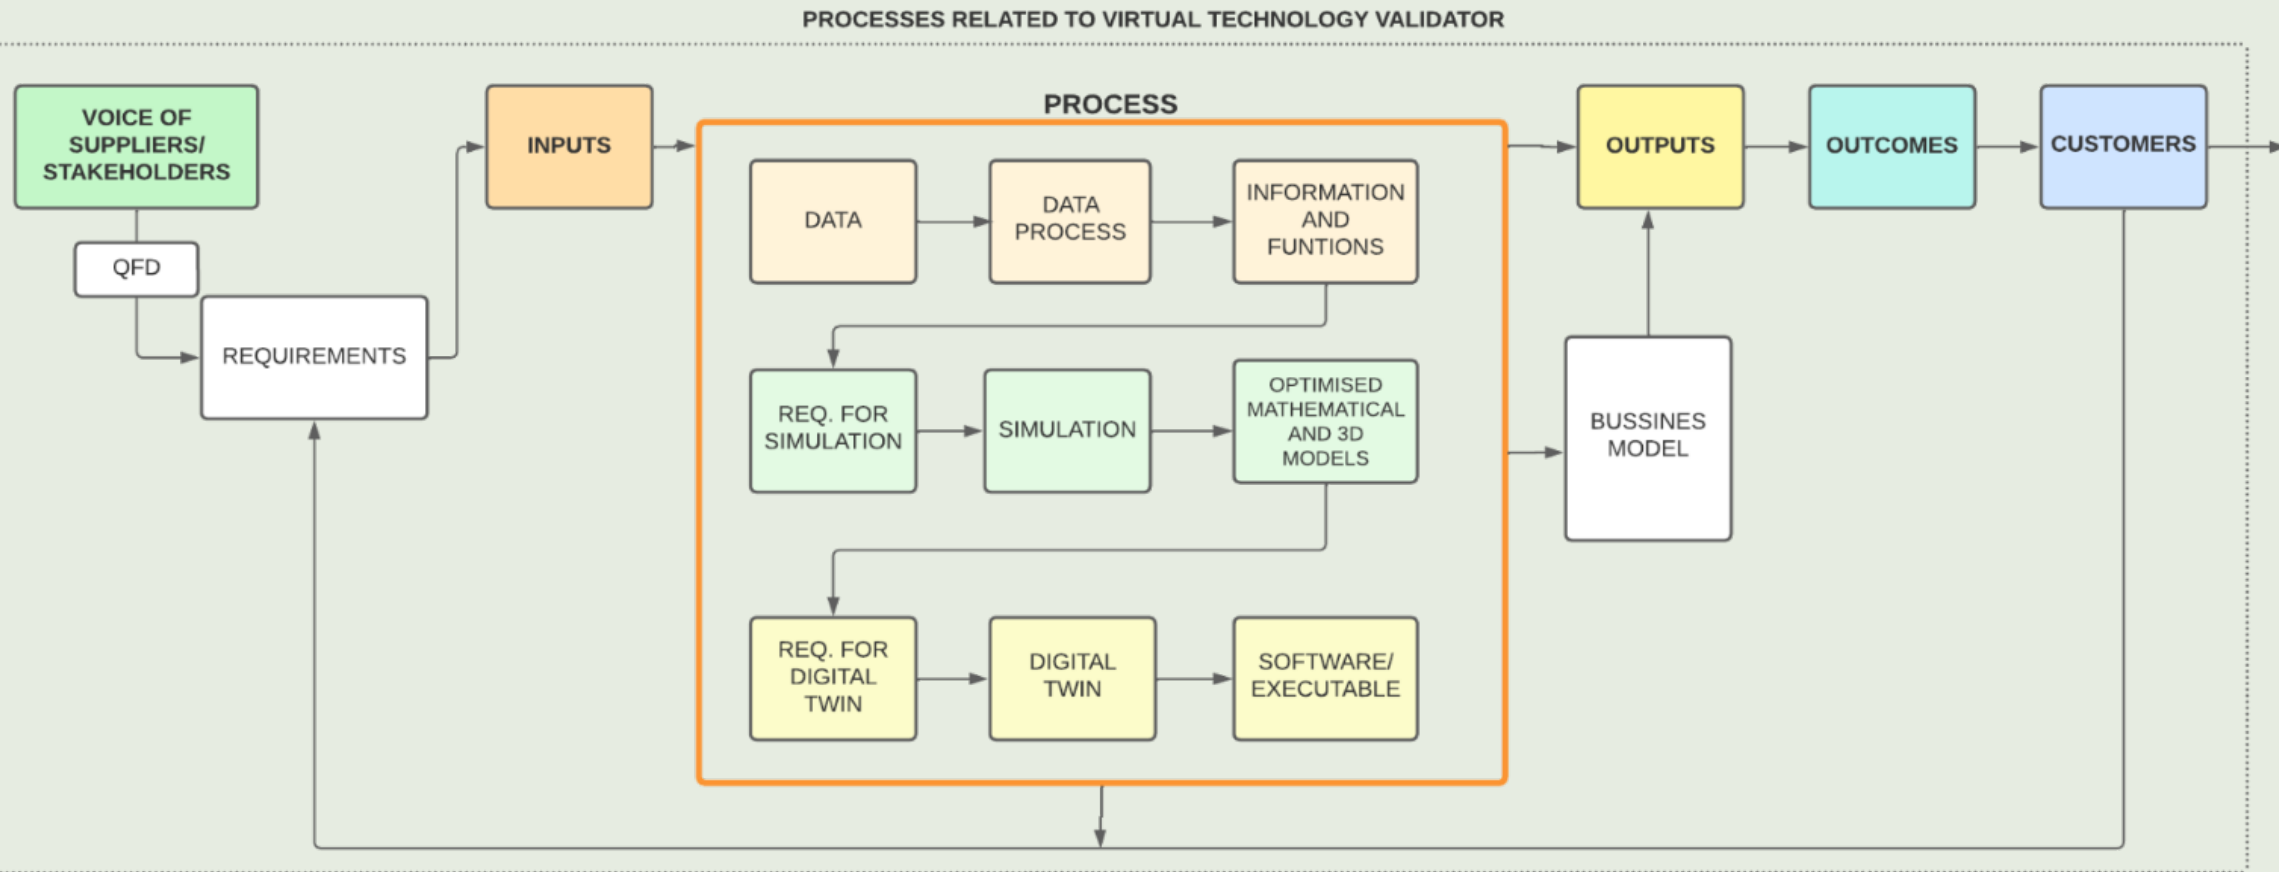 PROCESSES RELATED TO VIRTUAL TECHNOLOGY VALIDATOR
VOICE OF
SUPPLIERS/
STAKEHOLDERS
QFD
REQUIREMENTS
INPUTS
PROCESS
DATA
DATA
PROCESS
INFORMATION
AND
FUNTIONS
REQ. FOR
SIMULATION
SIMULATION
OPTIMISED
MATHEMATICAL
AND 3D
MODELS
REQ. FOR
DIGITAL
TWIN
DIGITAL
TWIN
SOFTWARE/
EXECUTABLE
OUTPUTS
BUSSINES
MODEL
OUTCOMES
CUSTOMERS